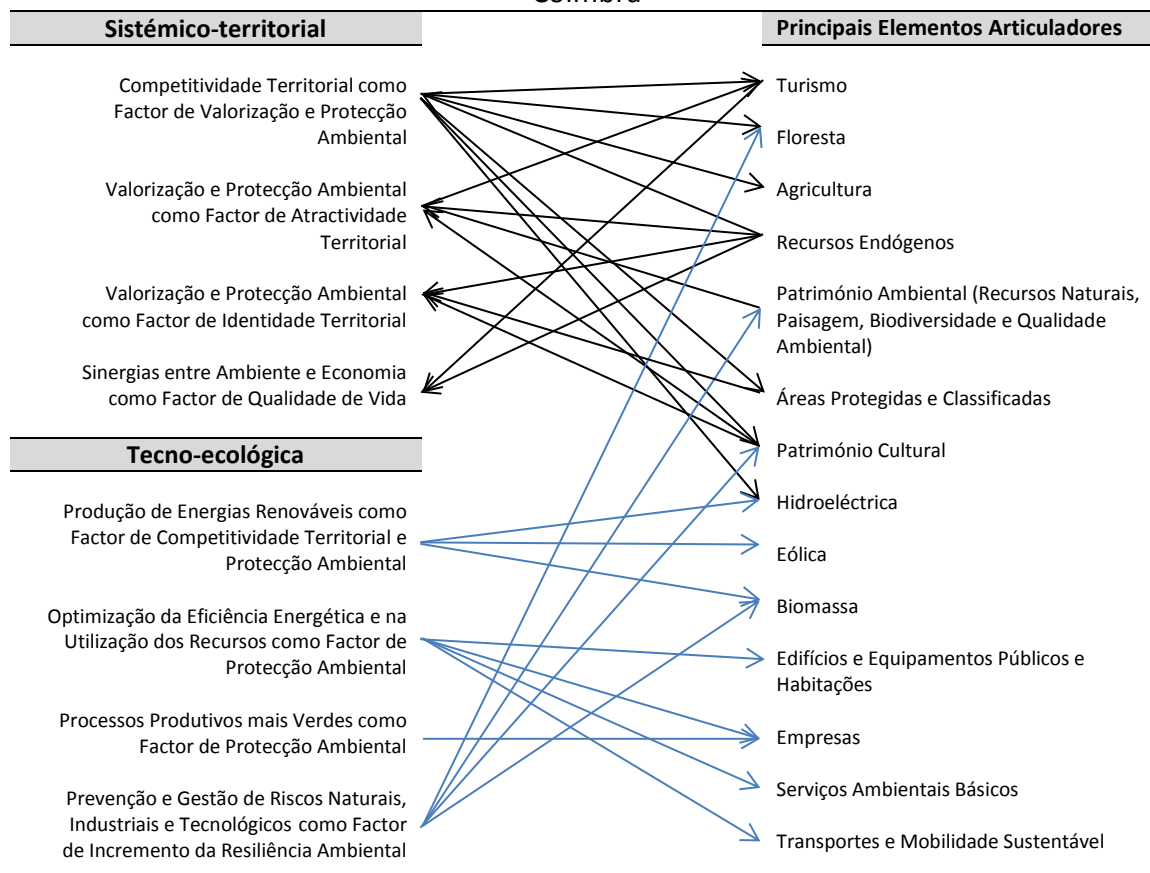 Coimbra
Sistémico-territorial
Competitividade Territorial como
Factor de Valorização e Protecção
Ambiental
Valorização e Protecção Ambiental
como Factor de Atractividade
Territorial
Valorização e Protecção Ambiental
como Factor de Identidade Territorial
Sinergias entre Ambiente e Economia
como Factor de Qualidade de Vida
Tecno-ecológica
Produção de Energias Renováveis como
Factor de Competitividade Territorial e
Protecção Ambiental
Optimização da Eficiência Energética e na
Utilização dos Recursos como Factor de
Protecção Ambiental
Processos Produtivos mais Verdes como
Factor de Protecção Ambiental
Prevenção e Gestão de Riscos Naturais,
Industriais e Tecnológicos como Factor
de Incremento da Resiliência Ambiental
Principais Elementos Articuladores
Turismo
Floresta
Agricultura
Recursos Endógenos
Património Ambiental (Recursos Naturais,
Paisagem, Biodiversidade e Qualidade
Ambiental)
Áreas Protegidas e Classificadas
Património Cultural
Hidroeléctrica
Eólica
Biomassa
Edifícios e Equipamentos Públicos e
Habitações
Empresas
Serviços Ambientais Básicos
Transportes e Mobilidade Sustentável